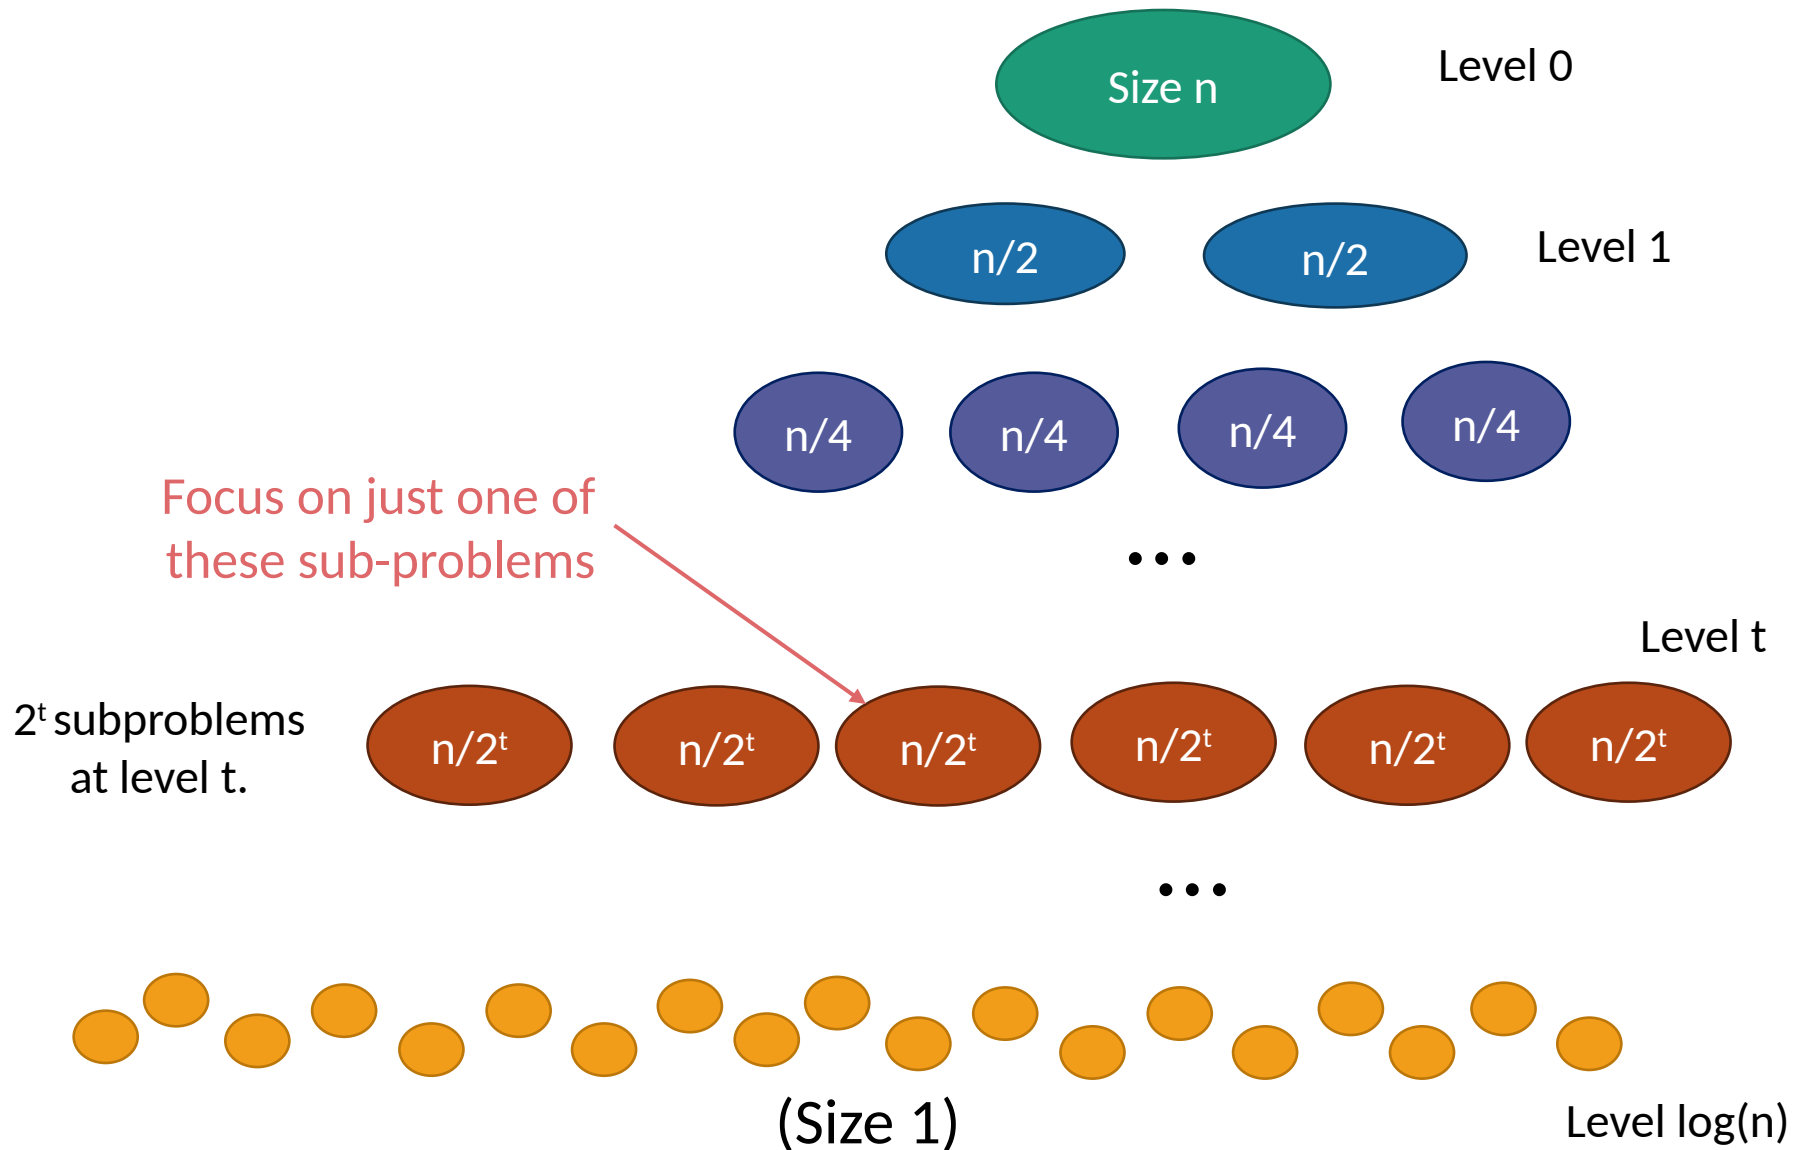 Size n
Level 0
n/2
n/2
Level 1
n/4
n/4
n/4
n/4
Focus on just one of
these sub-problems
...
Level t
2ᵗ subproblems
at level t.
n/2ᵗ
n/2ᵗ
n/2ᵗ
n/2ᵗ
n/2ᵗ
n/2ᵗ
...
(Size 1)
Level log(n)